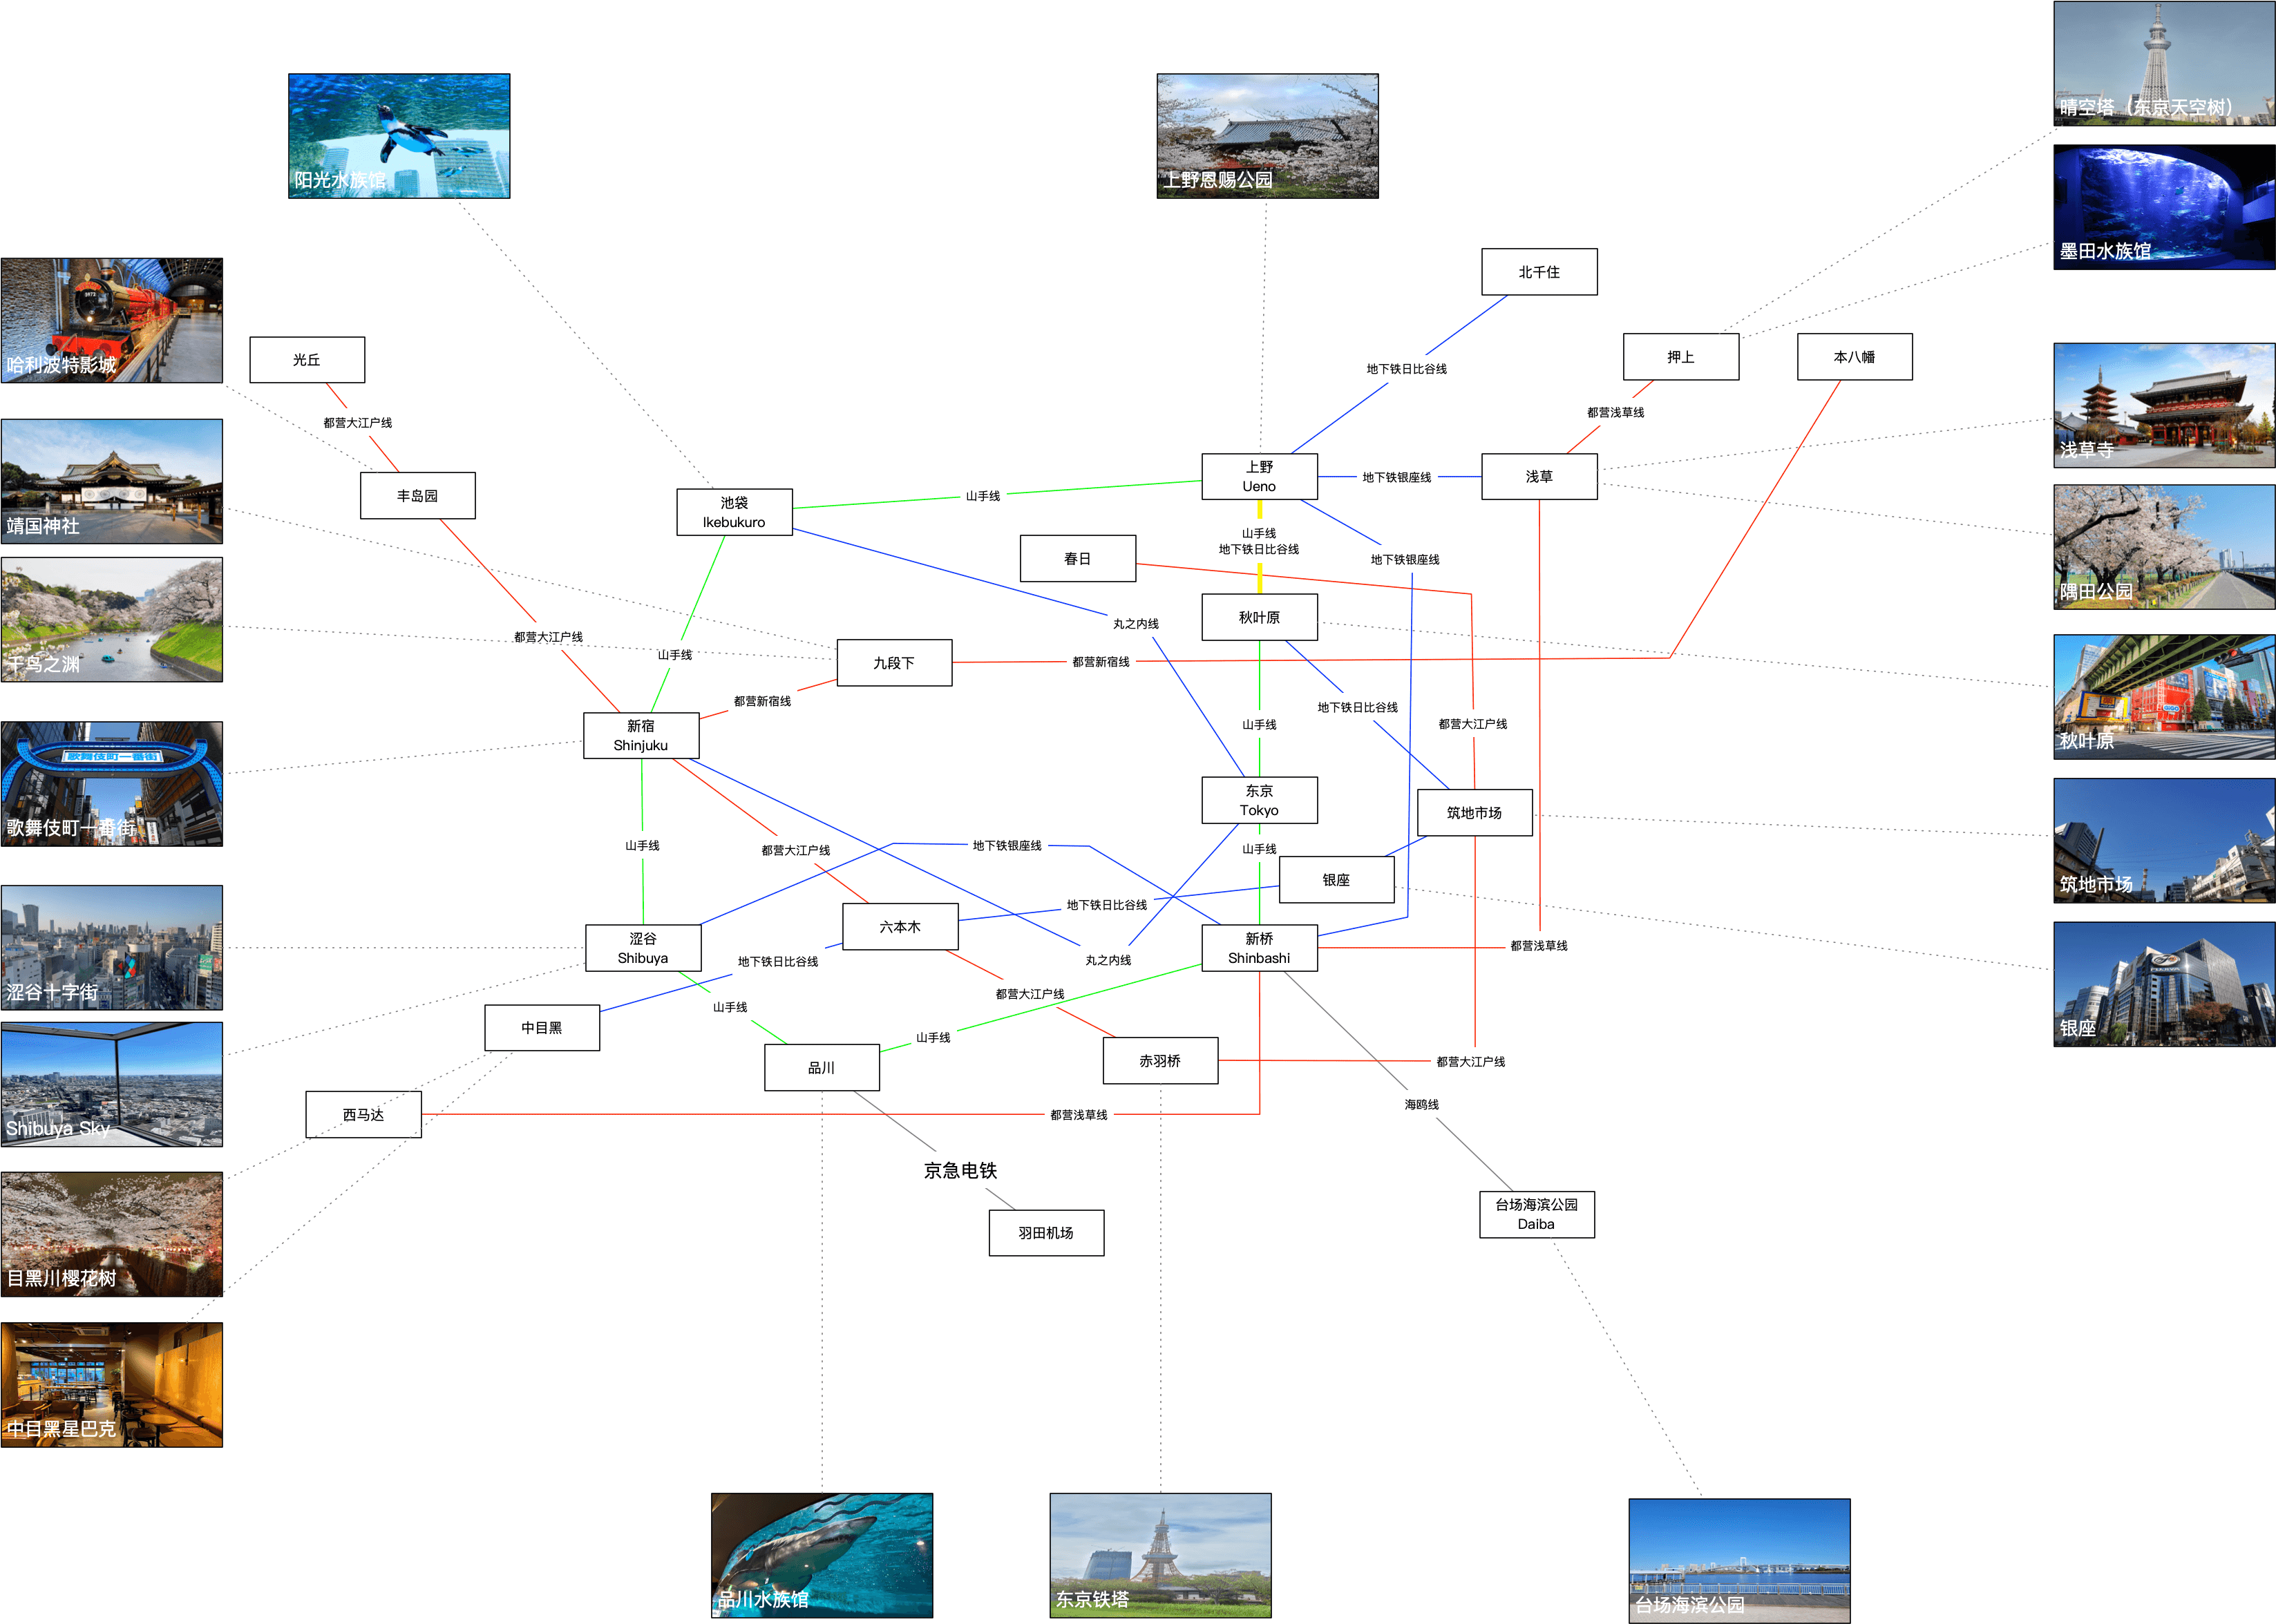 晴空塔（东京天空树）
阳光水族馆
上野恩赐公园
墨田水族馆
北千住
哈利波特影城
光丘
押上
本八幡
地下铁日比谷线
都营浅草线
都营大江户线
浅草寺
上野
Ueno
地下铁银座线
浅草
丰岛园
山手线
池袋
Ikebukuro
靖国神社
山手线
地下铁日比谷线
春日
地下铁银座线
隅田公园
秋叶原
丸之内线
都营大江户线
山手线
九段下
都营新宿线
千鸟之渊
都营新宿线
地下铁日比谷线
新宿
Shinjuku
山手线
都营大江户线
秋叶原
歌舞伎町一番街
东京
Tokyo
筑地市场
歌舞伎町一番街
山手线
都营大江户线
地下铁银座线
山手线
银座
筑地市场
地下铁日比谷线
六本木
涩谷
Shibuya
新桥
Shinbashi
都营浅草线
地下铁日比谷线
丸之内线
涩谷十字街
都营大江户线
山手线
中目黑
山手线
银座
品川
赤羽桥
都营大江户线
海鸥线
西马达
都营浅草线
Shibuya Sky
京急电铁
台场海滨公园
Daiba
羽田机场
目黑川樱花树
中目黑星巴克
品川水族馆
东京铁塔
台场海滨公园